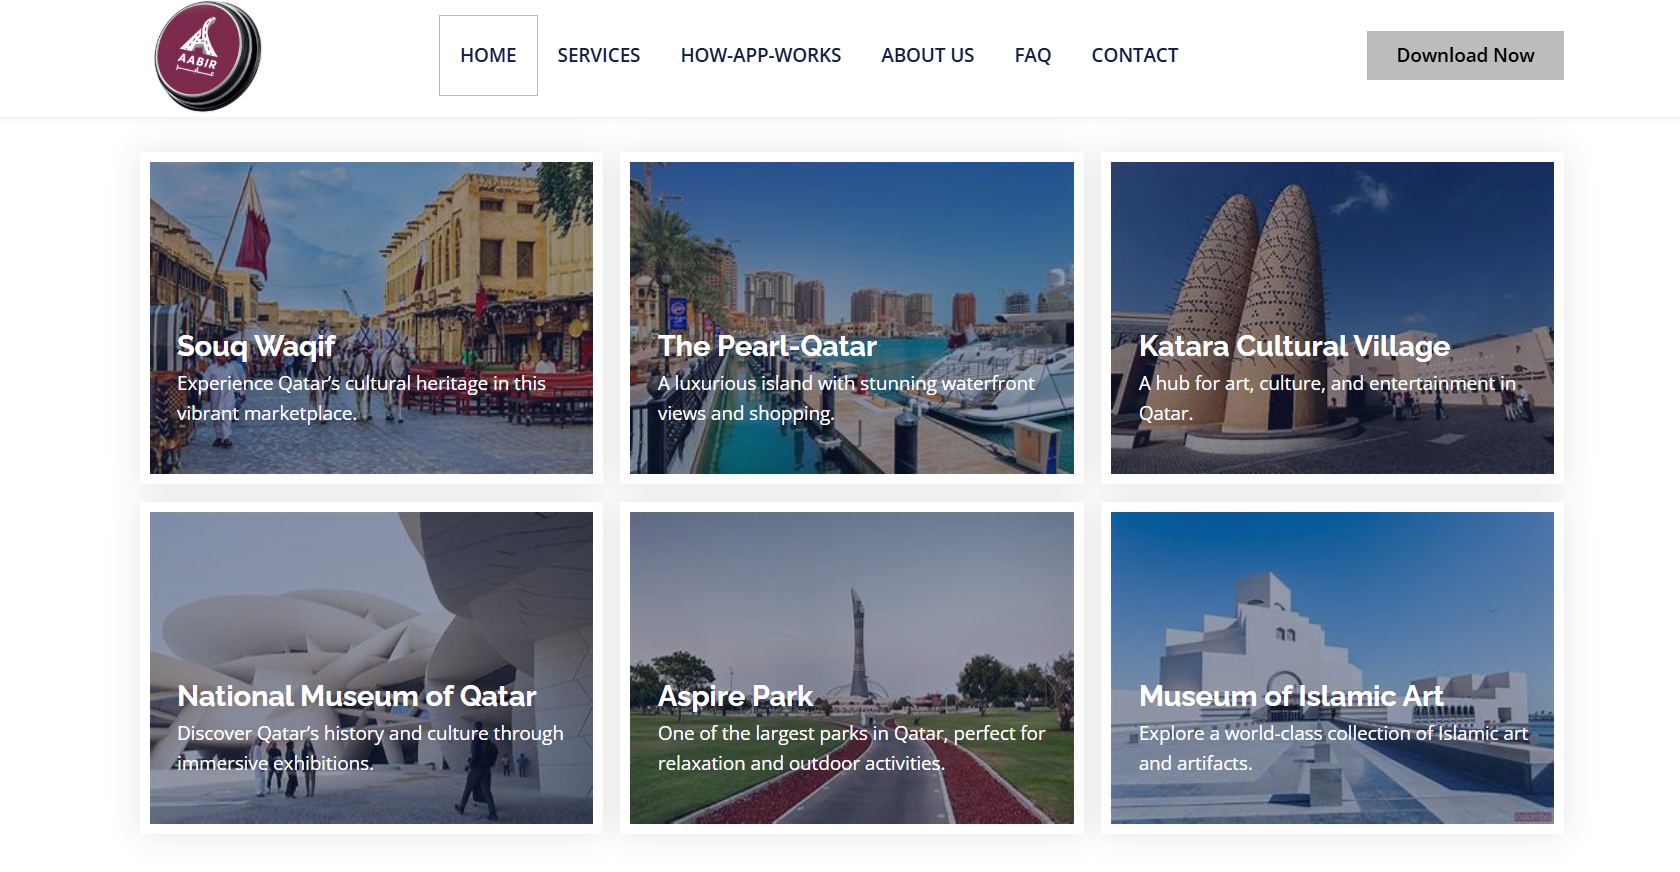 AABIR
HOME
SERVICES
HOW-APP-WORKS
ABOUT US
FAQ
CONTACT
Download Now
Souq Waqif
Experience Qatar's cultural heritage in this
vibrant marketplace.
The Pearl-Qatar
A luxurious island with stunning waterfront
views and shopping.
Katara Cultural Village
A hub for art, culture, and entertainment in
Qatar.
National Museum of Qatar
Discover Qatar's history and culture through
immersive exhibitions.
Aspire Park
One of the largest parks in Qatar, perfect for
relaxation and outdoor activities.
Museum of Islamic Art
Explore a world-class collection of Islamic art
and artifacts.